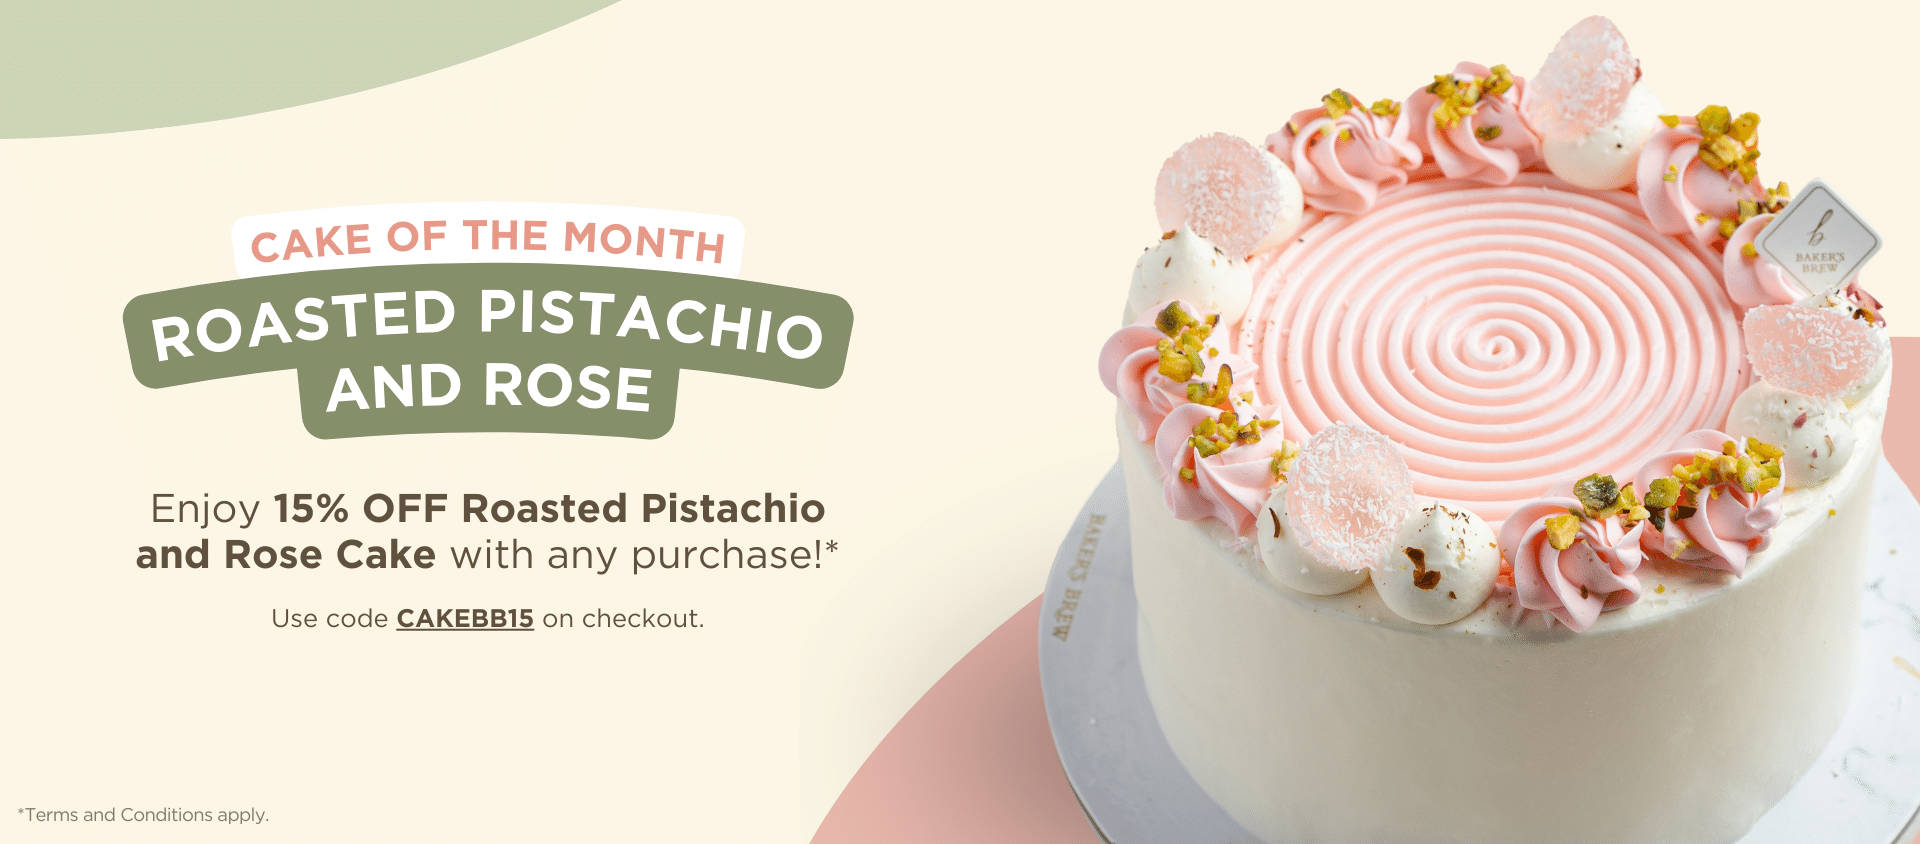 CAKE OF THE MONTH
ROASTED PISTACHIO
AND ROSE
Enjoy 15% OFF Roasted Pistachio
and Rose Cake with any purchase!*
Use code CAKEBB15 on checkout.
*Terms and Conditions apply.
b
BAKER'S
BREW
BAKER'S BREW